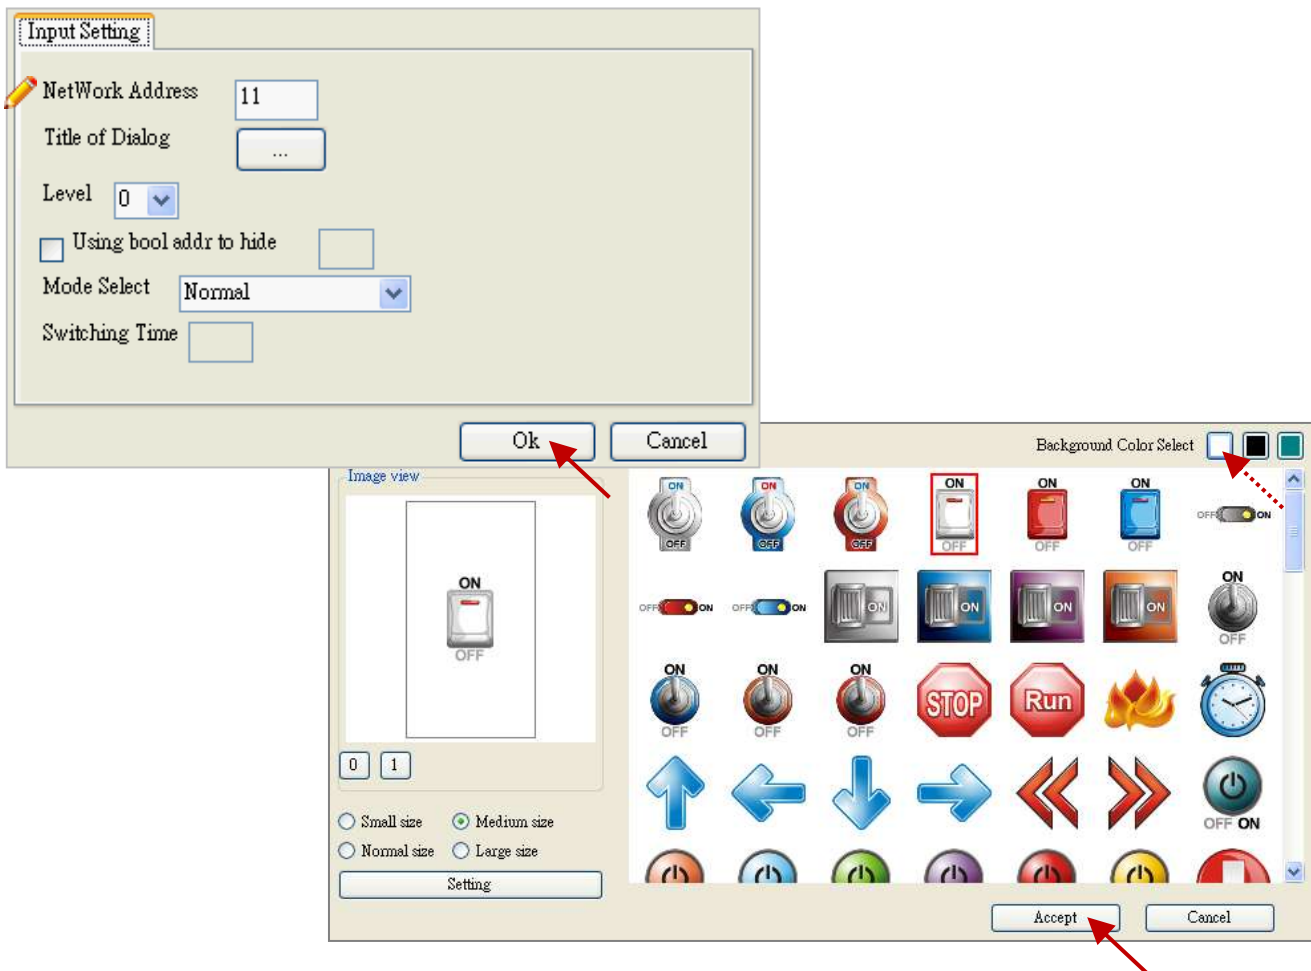 Input Setting
NetWork Address 11
Title of Dialog ...
Level 0
Using bool addr to hide
Mode Select Normal
Switching Time
Ok Cancel
Background Color Select
Image view
ON
OFF
0 1
Small size Medium size
Normal size Large size
Setting
ON ON ON ON ON ON
OFF OFF OFF OFF OFF OFF OFF ON
OFF ON OFF ON ON ON ON ON ON
OFF
ON ON ON STOP Run
OFF OFF OFF
OFF ON
Accept Cancel